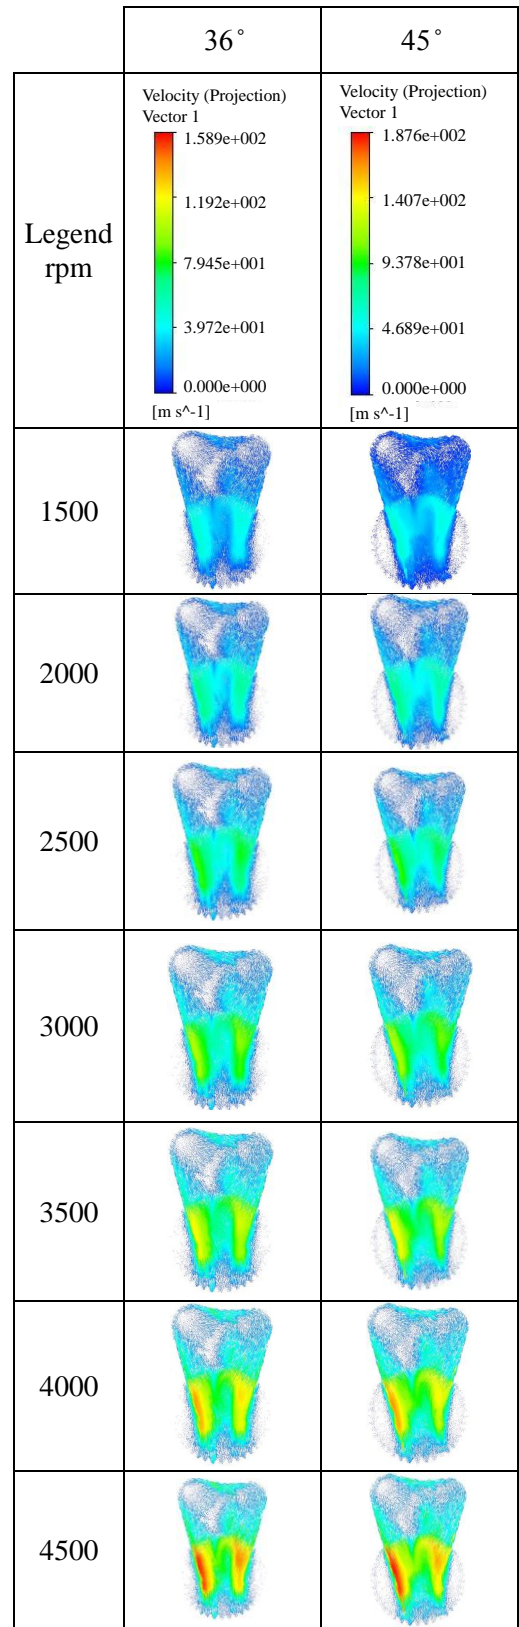 36°
45°
Legend
rpm
Velocity (Projection)
Vector 1
1.589e+002
1.192e+002
7.945e+001
3.972e+001
0.000e+000
[m s^-1]
Velocity (Projection)
Vector 1
1.876e+002
1.407e+002
9.378e+001
4.689e+001
0.000e+000
[m s^-1]
1500
2000
2500
3000
3500
4000
4500